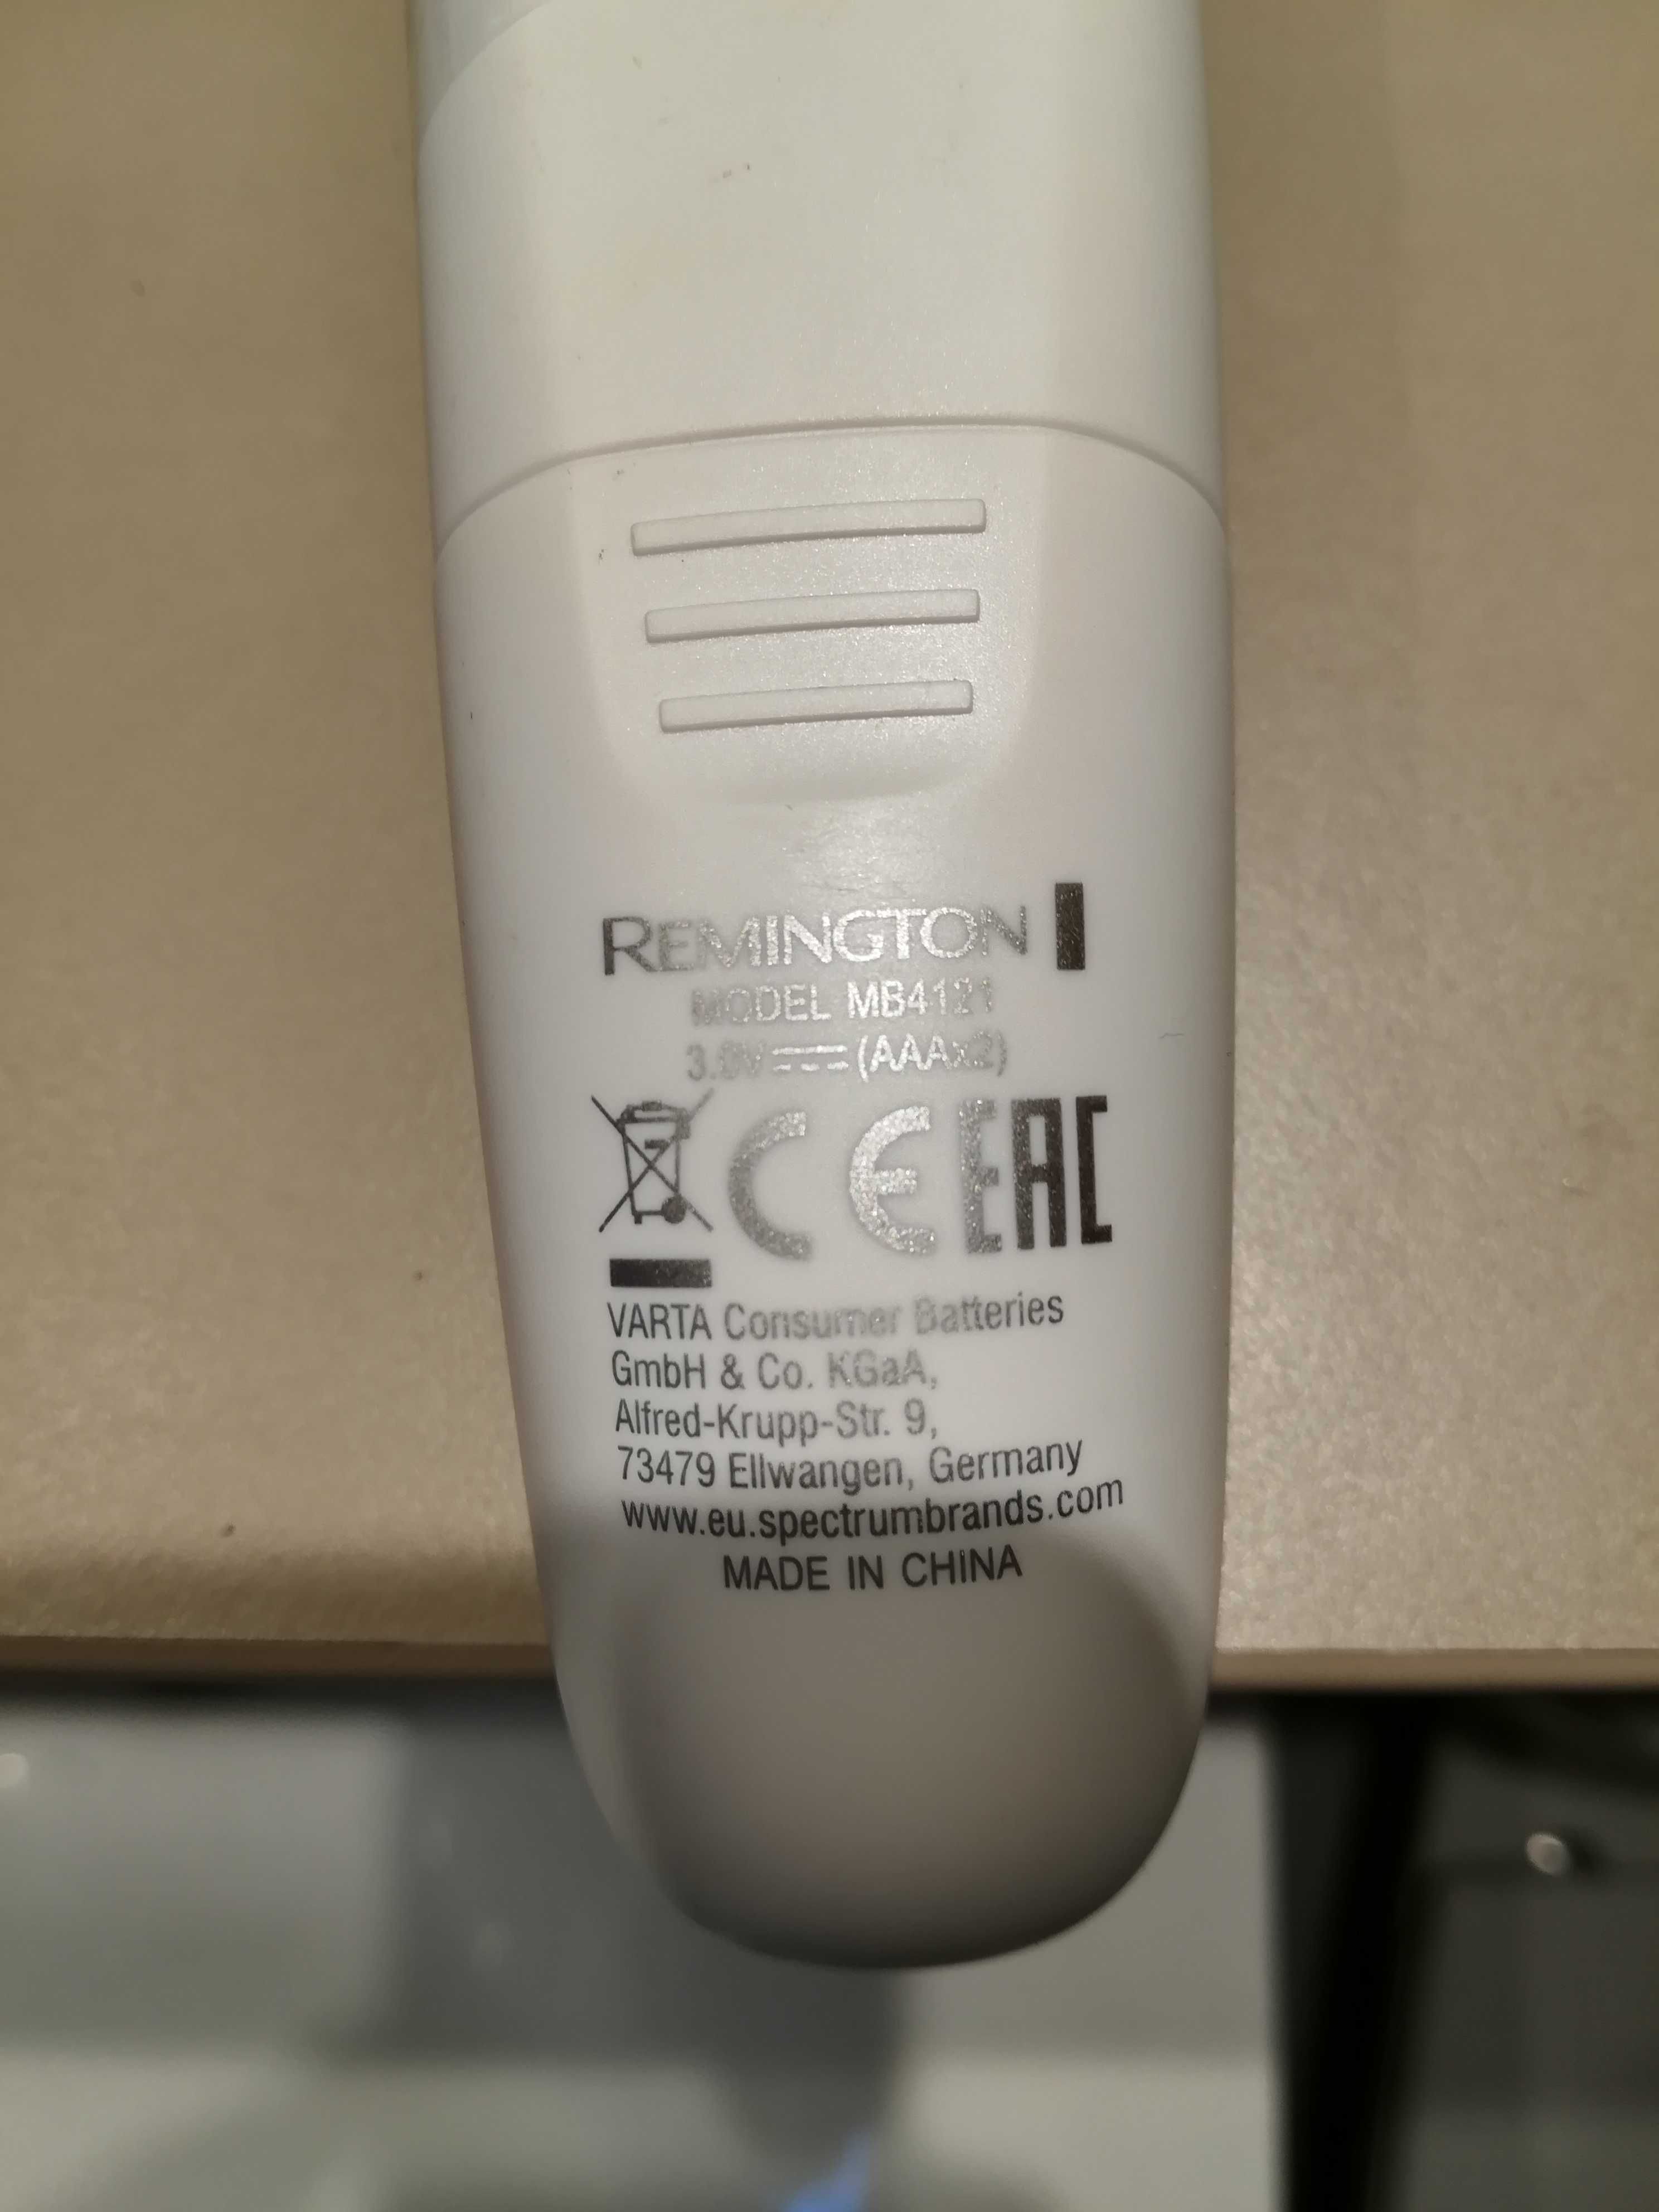 REMINGTON
MODEL MB4121
3.0V (AAAx2)
CE EAC
VARTA Consumer Batteries
GmbH & Co. KGaA,
Alfred-Krupp-Str. 9,
73479 Ellwangen, Germany
www.eu.spectrumbrands.com
MADE IN CHINA